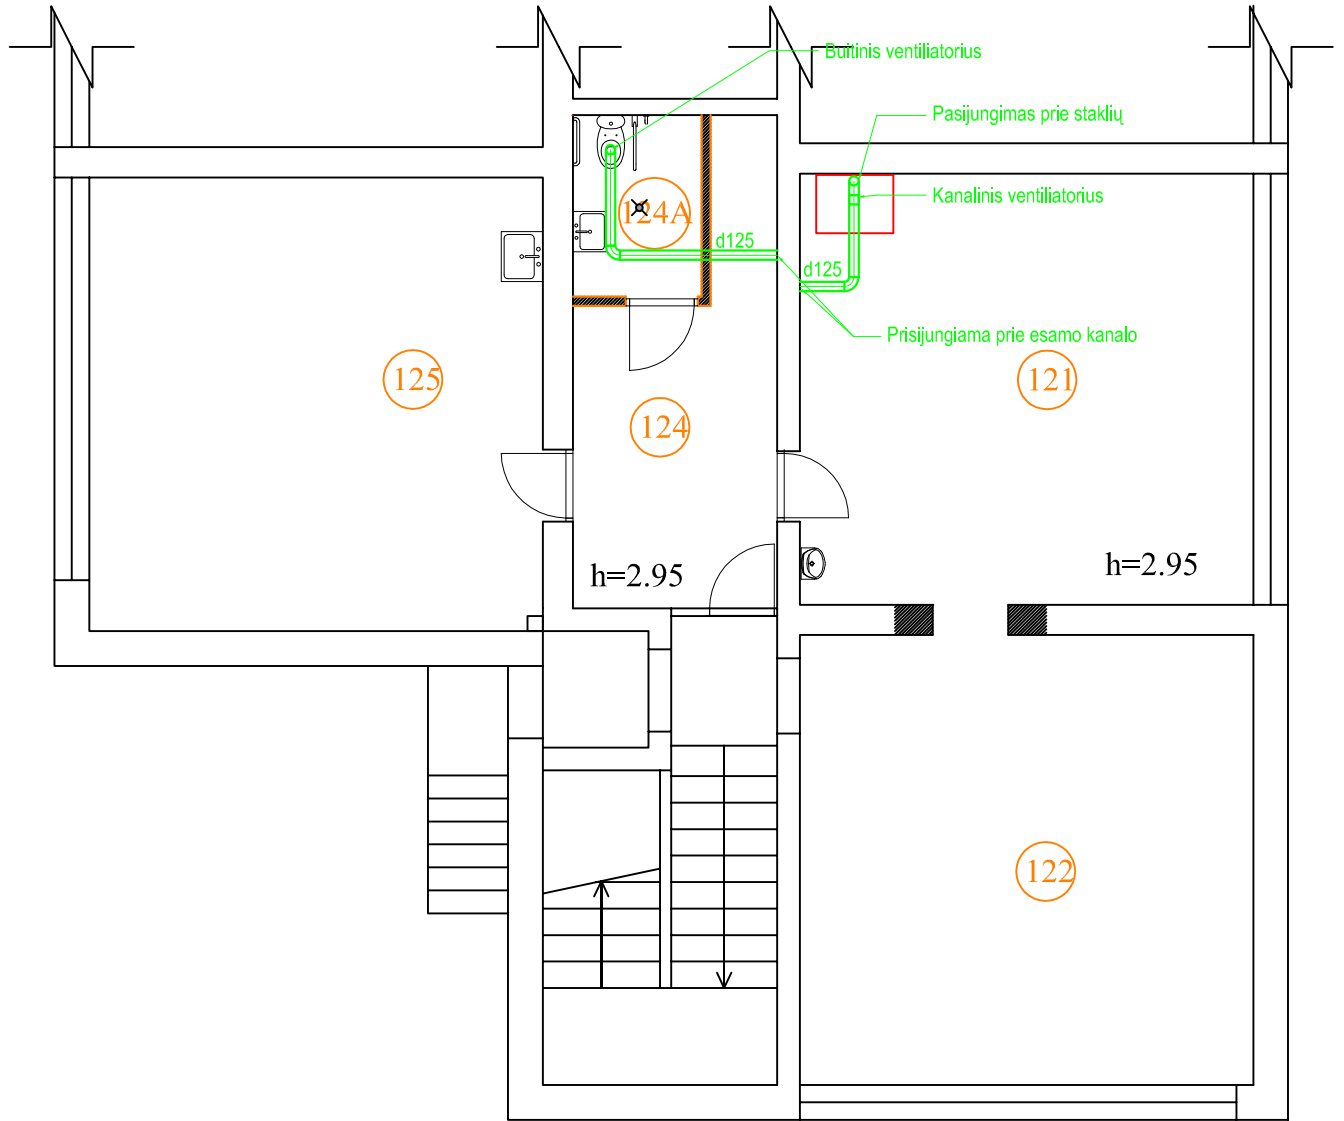 Buitinis ventiliatorius
Pasijungimas prie staklių
Kanalinis ventiliatorius
124A
d125
d125
Prisijungiama prie esamo kanalo
125
121
124
h=2.95
h=2.95
122